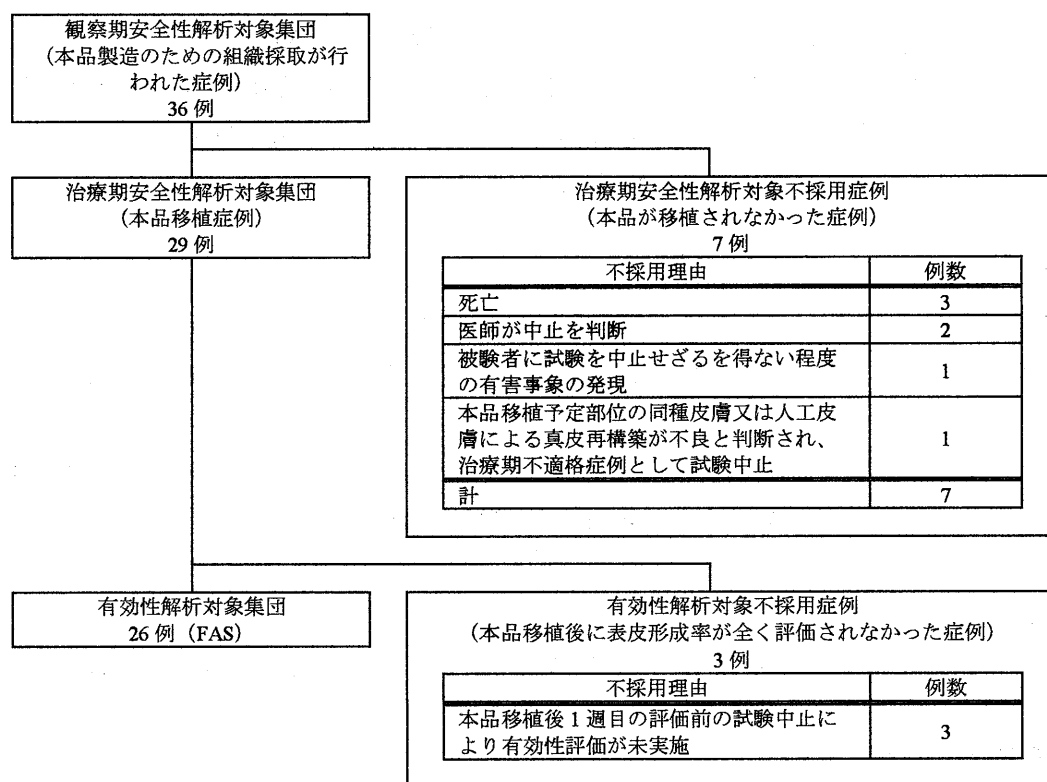 観察期安全性解析対象集団
(本品製造のための組織採取が行
われた症例)
36 例
治療期安全性解析対象集団
(本品移植症例)
29 例
治療期安全性解析対象不採用症例
(本品が移植されなかった症例)
7 例
不採用理由 例数
死亡 3
医師が中止を判断 2
被験者に試験を中止せざるを得ない程度
の有害事象の発現 1
本品移植予定部位の同種皮膚又は人工皮
膚による真皮再構築が不良と判断され、 1
治療期不適格症例として試験中止
計 7
有効性解析対象集団
26 例(FAS)
有効性解析対象不採用症例
(本品移植後に表皮形成率が全く評価されなかった症例)
3 例
不採用理由 例数
本品移植後 1 週目の評価前の試験中止に
より有効性評価が未実施 3